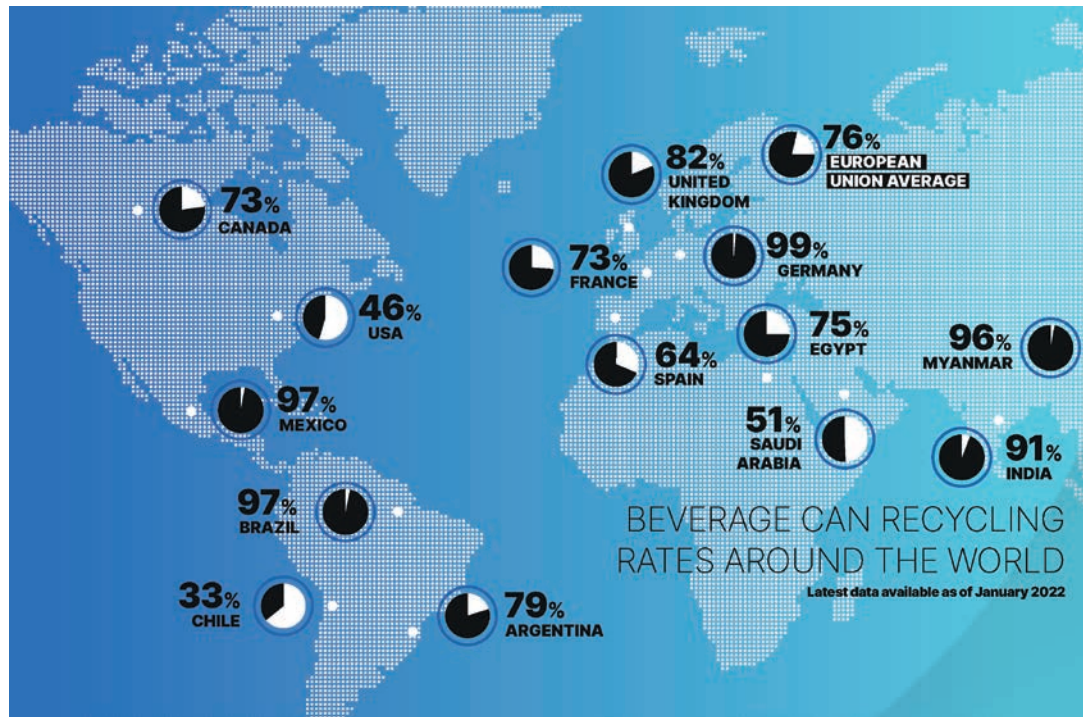 73%
CANADA
46%
USA
97%
MEXICO
97%
BRAZIL
33%
CHILE
79%
ARGENTINA
82%
UNITED
KINGDOM
76%
EUROPEAN
UNION AVERAGE
73%
FRANCE
99%
GERMANY
64%
SPAIN
75%
EGYPT
96%
MYANMAR
51%
SAUDI
ARABIA
91%
INDIA
BEVERAGE CAN RECYCLING
RATES AROUND THE WORLD
Latest data available as of January 2022